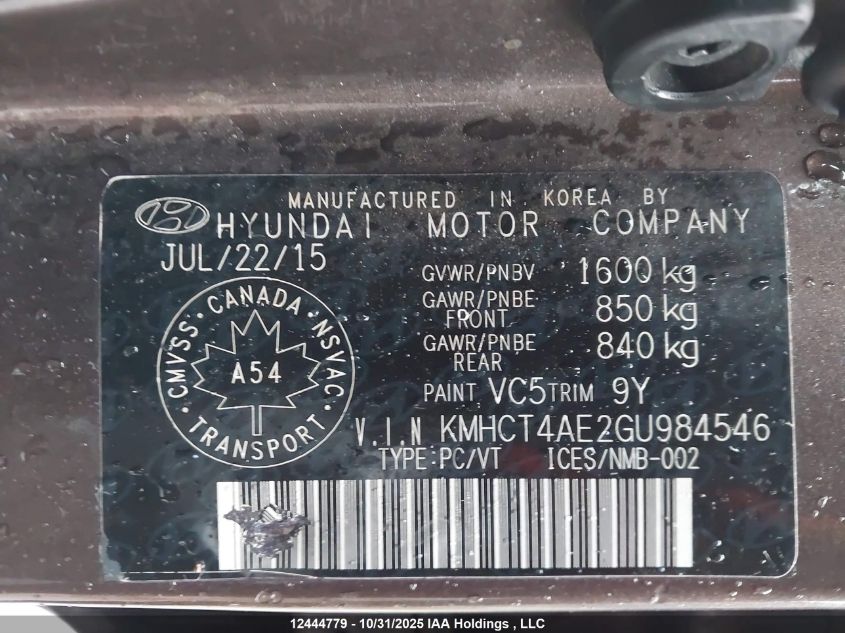 MANUFACTURED IN KOREA BY
HYUNDAI MOTOR COMPANY
JUL/22/15
GVWR/PNBV 1600 kg
GAWR/PNBE FRONT 850 kg
GAWR/PNBE REAR 840 kg
CANADA
CMVSS • NSVAC
A54
TRANSPORT
PAINT VC5 TRIM 9Y
V.I.N KMHCT4AE2GU984546
TYPE:PC/VT ICES/NMB-002
12444779 - 10/31/2025 IAA Holdings , LLC